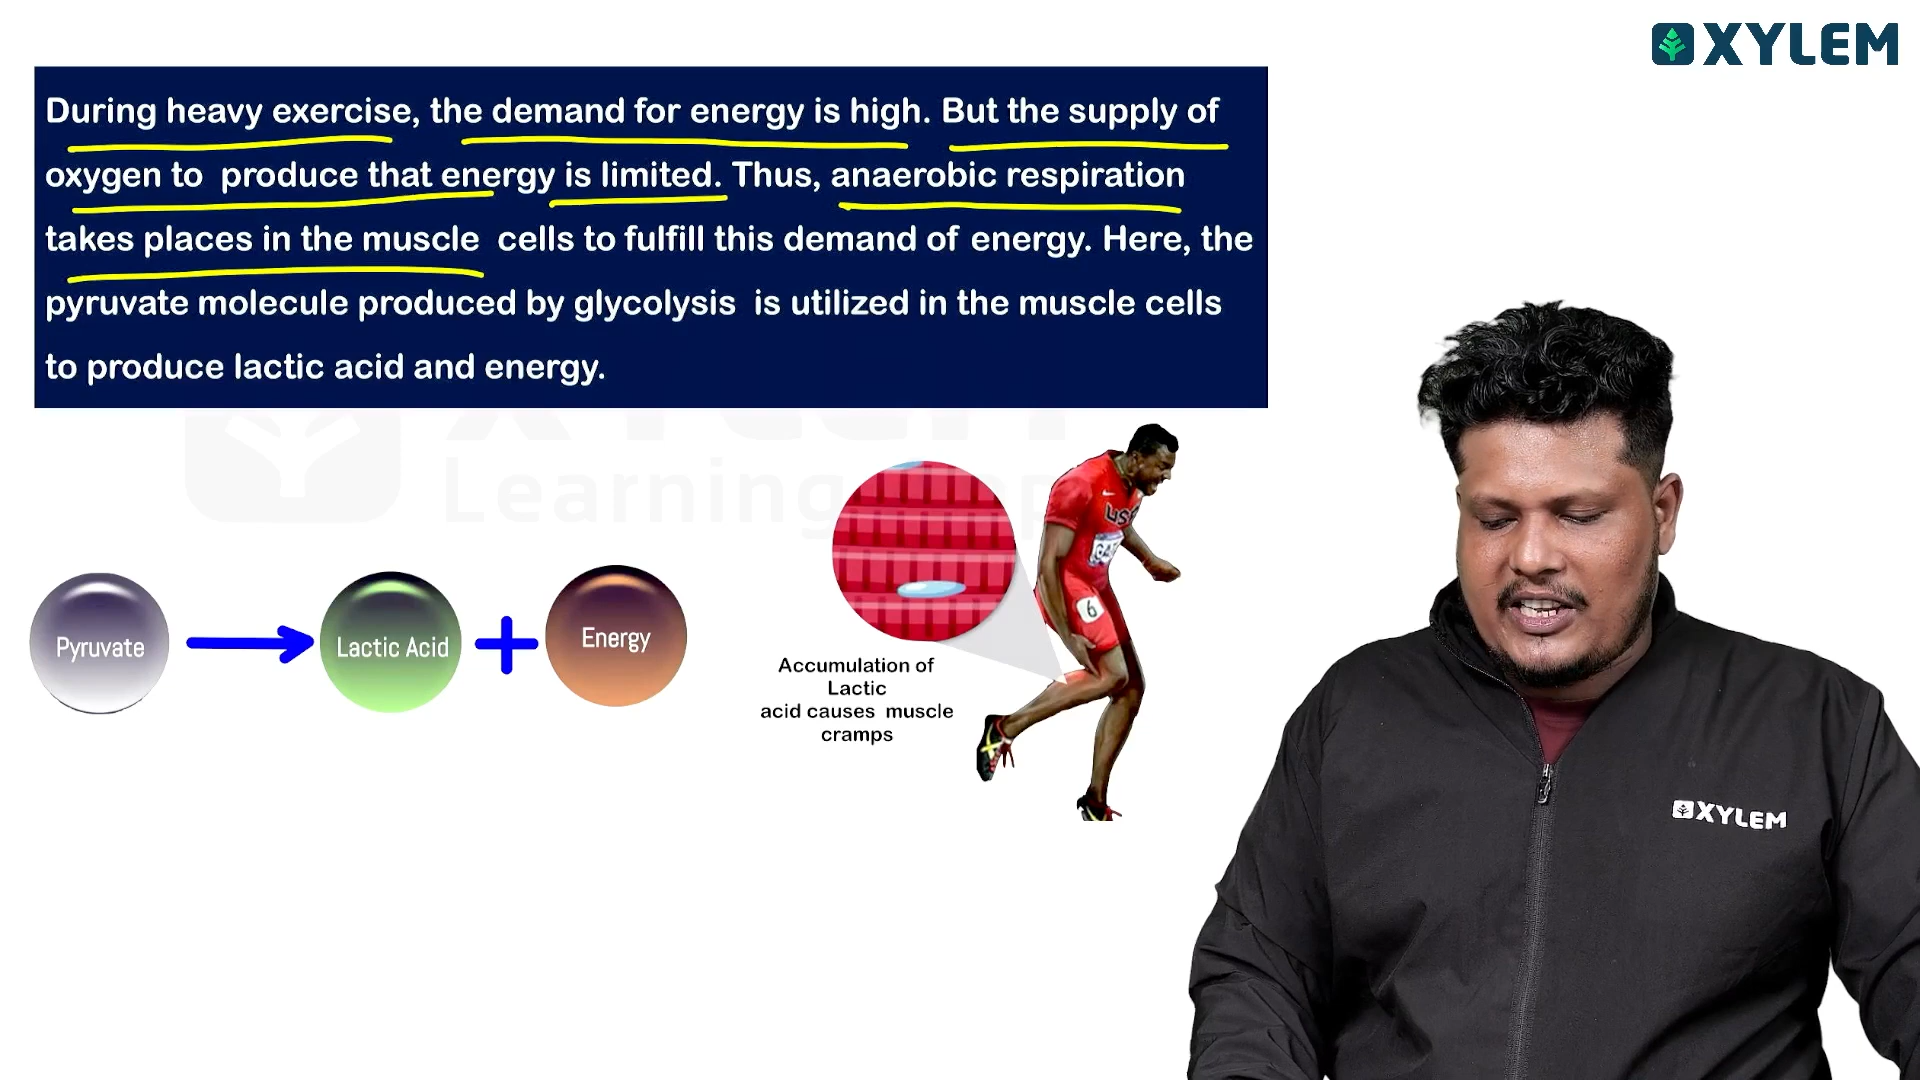 XYLEM
During heavy exercise, the demand for energy is high. But the supply of
oxygen to produce that energy is limited. Thus, anaerobic respiration
takes places in the muscle cells to fulfill this demand of energy. Here, the
pyruvate molecule produced by glycolysis is utilized in the muscle cells
to produce lactic acid and energy.
Learning
Pyruvate
Lactic Acid
Energy
6
Accumulation of
Lactic
acid causes muscle
cramps
XYLEM